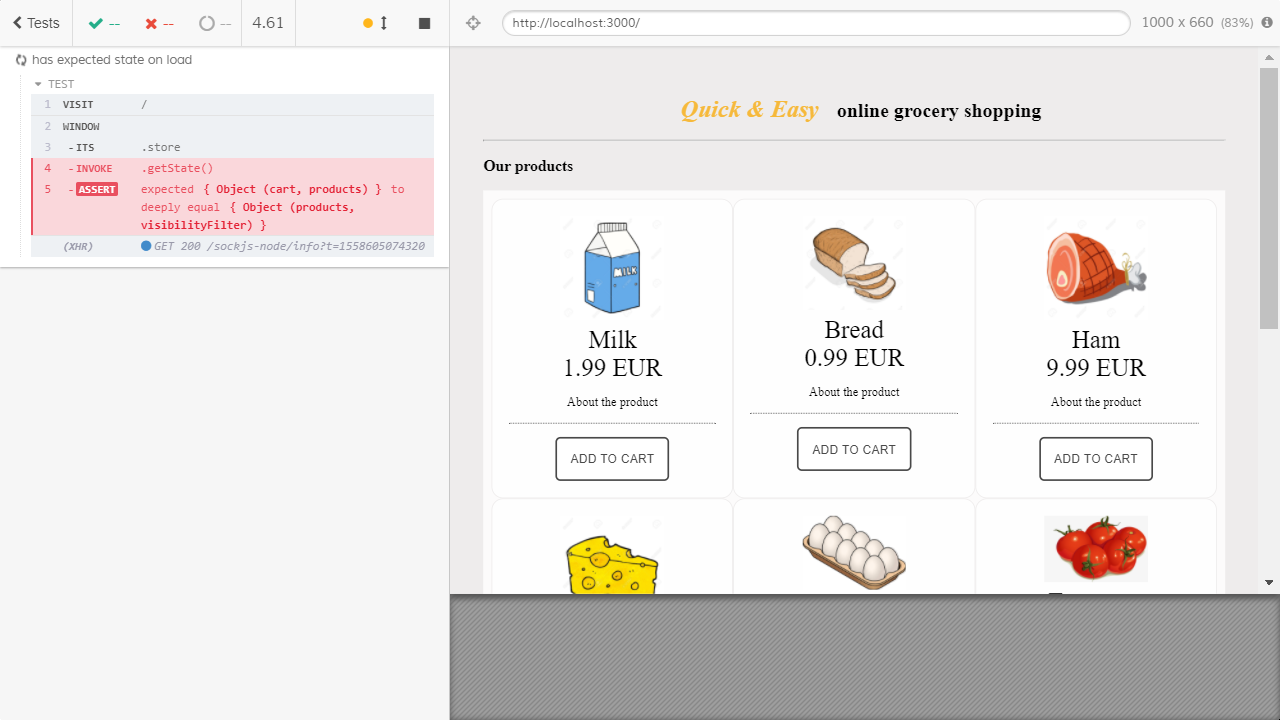 Tests
--
--
--
4.61
http://localhost:3000/
1000 x 660 (83%)
has expected state on load
TEST
1 VISIT /
2 WINDOW
3 - ITS .store
4 - INVOKE .getState()
5 - ASSERT expected { Object (cart, products) } to
deeply equal { Object (products,
visibilityFilter) }
(XHR) GET 200 /sockjs-node/info?t=1558605074320
Quick & Easy online grocery shopping
Our products
MILK
Milk
1.99 EUR
About the product
ADD TO CART
Bread
0.99 EUR
About the product
ADD TO CART
Ham
9.99 EUR
About the product
ADD TO CART